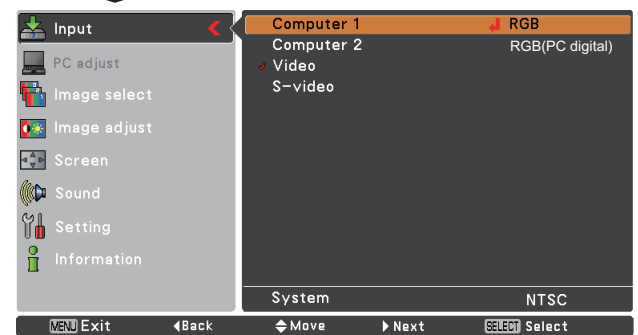 Input
PC adjust
Image select
Image adjust
Screen
Sound
Setting
Information
Computer 1 RGB
Computer 2 RGB(PC digital)
Video
S-video
System NTSC
MENU Exit Back Move Next SELECT Select